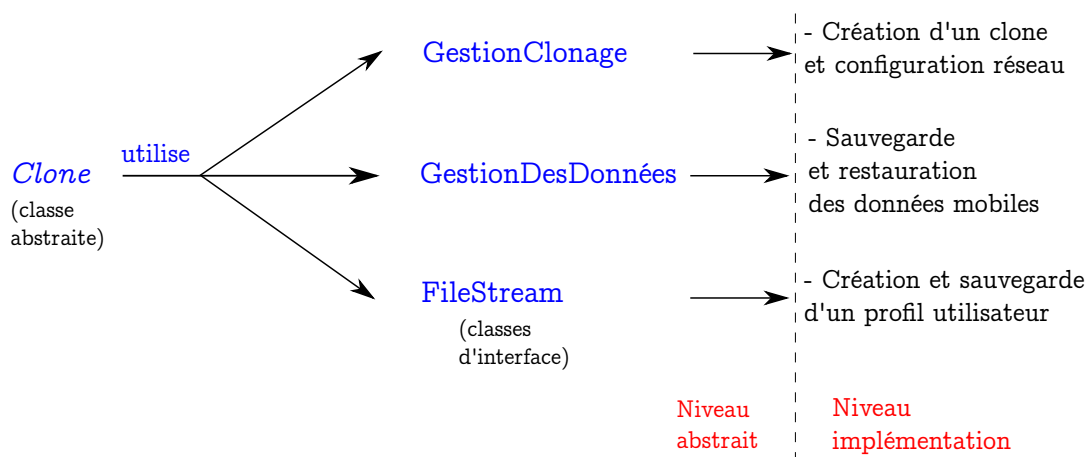 GestionClonage
- Création d'un clone
et configuration réseau
Clone
(classe
abstraite)
utilise
GestionDesDonnées
- Sauvegarde
et restauration
des données mobiles
FileStream
(classes
d'interface)
- Création et sauvegarde
d'un profil utilisateur
Niveau
abstrait
Niveau
implémentation